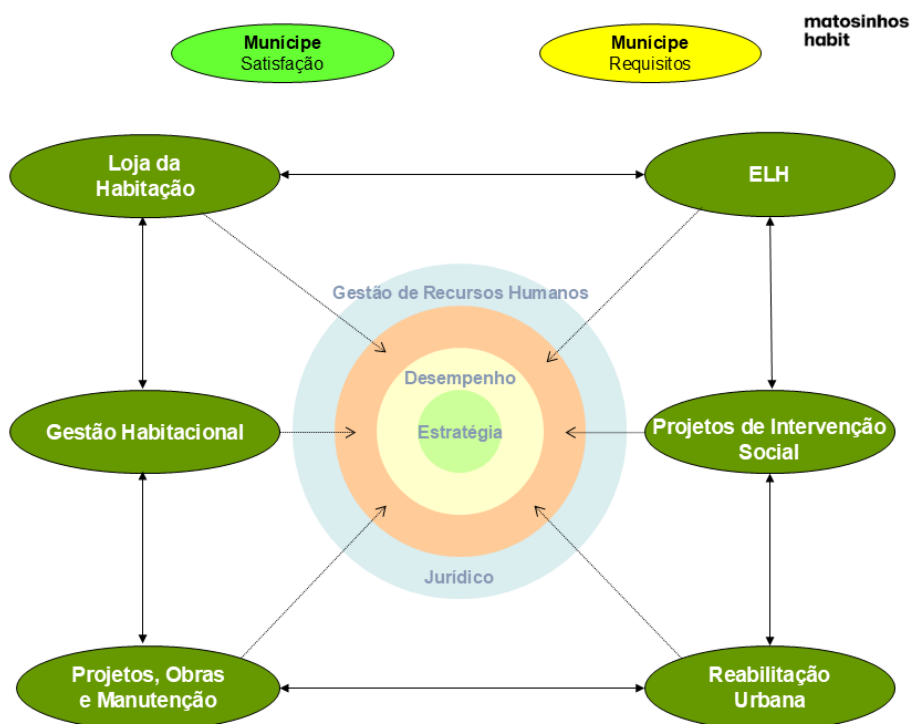 matosinhos
habit
Munícipe
Satisfação
Munícipe
Requisitos
Loja da
Habitação
ELH
Gestão de Recursos Humanos
Desempenho
Estratégia
Gestão Habitacional
Projetos de Intervenção
Social
Jurídico
Projetos, Obras
e Manutenção
Reabilitação
Urbana